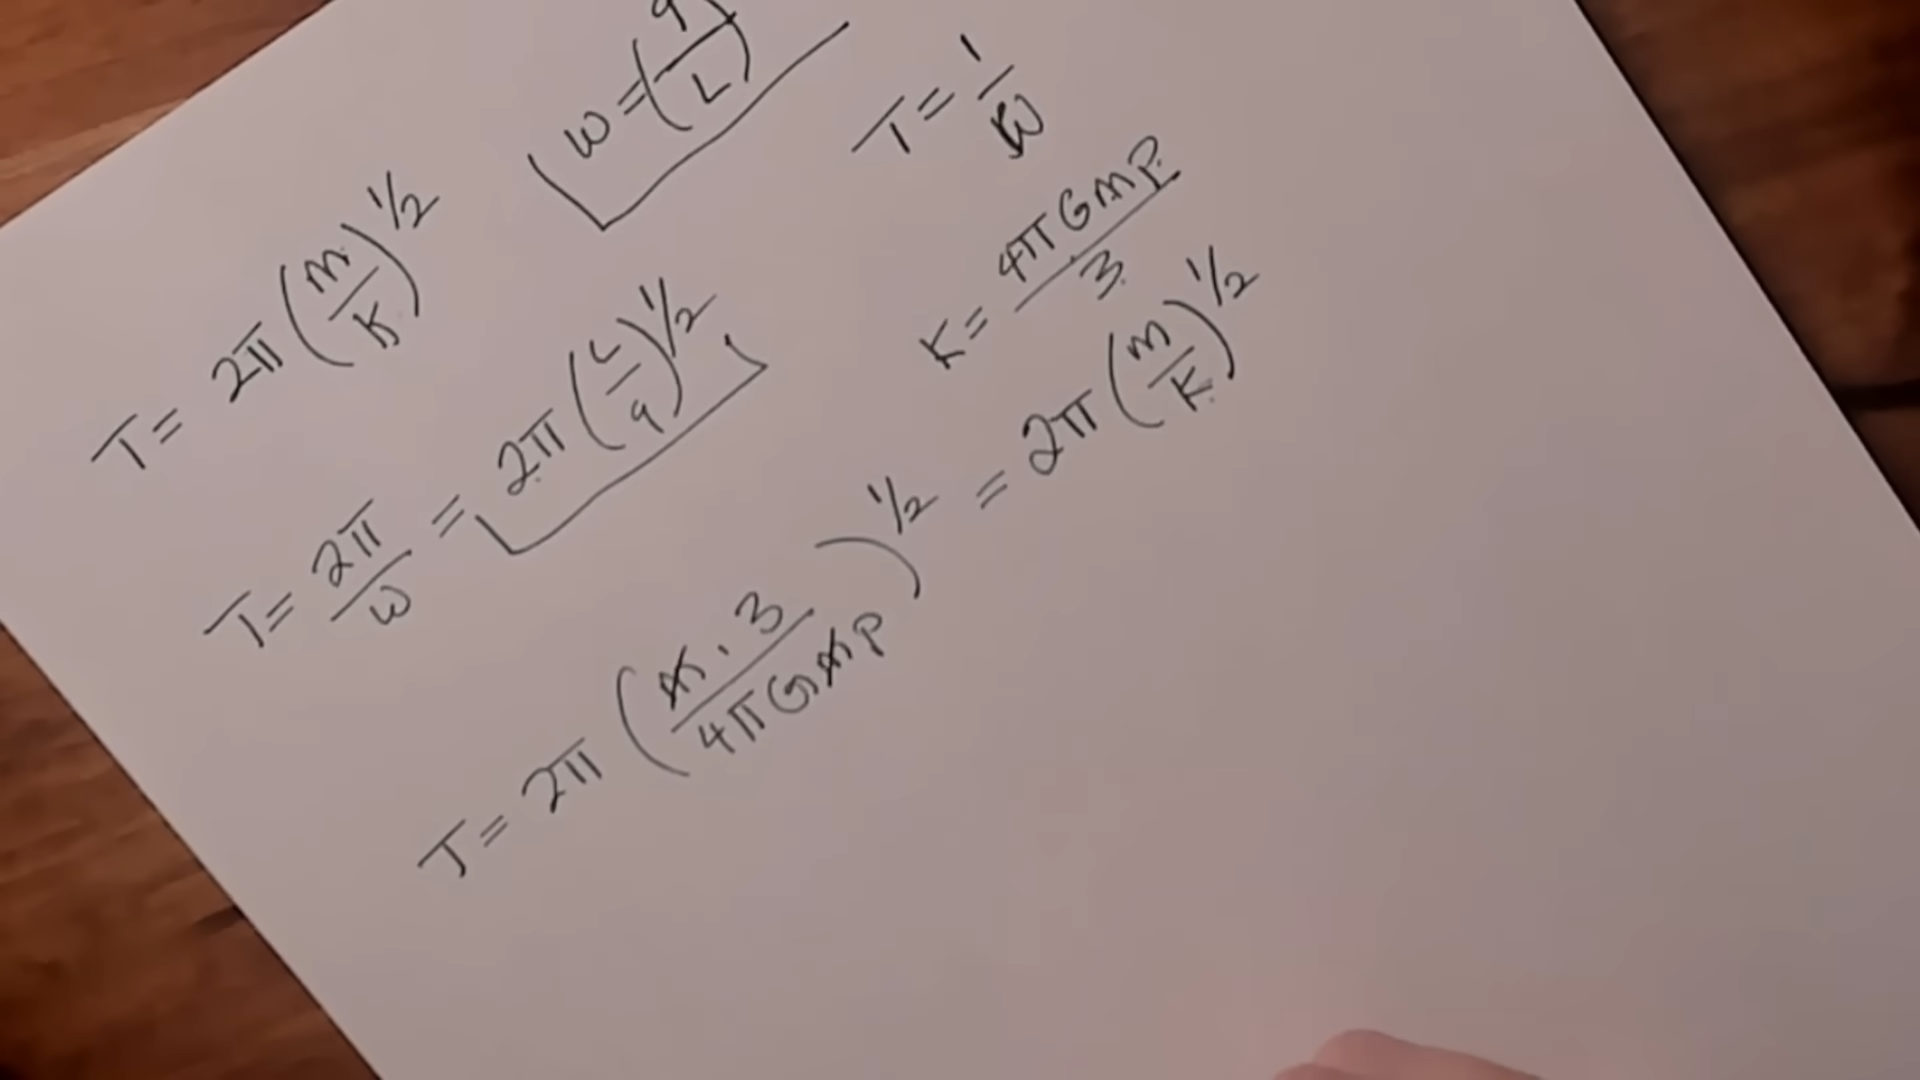 w = (g/L)
T = 1/w
T = 2π (m/k)^1/2
k = 4πGmρ/3
T = 2π/w = 2π (L/g)^1/2
T = 2π (m.3/4πGmρ)^1/2 = 2π (m/k)^1/2